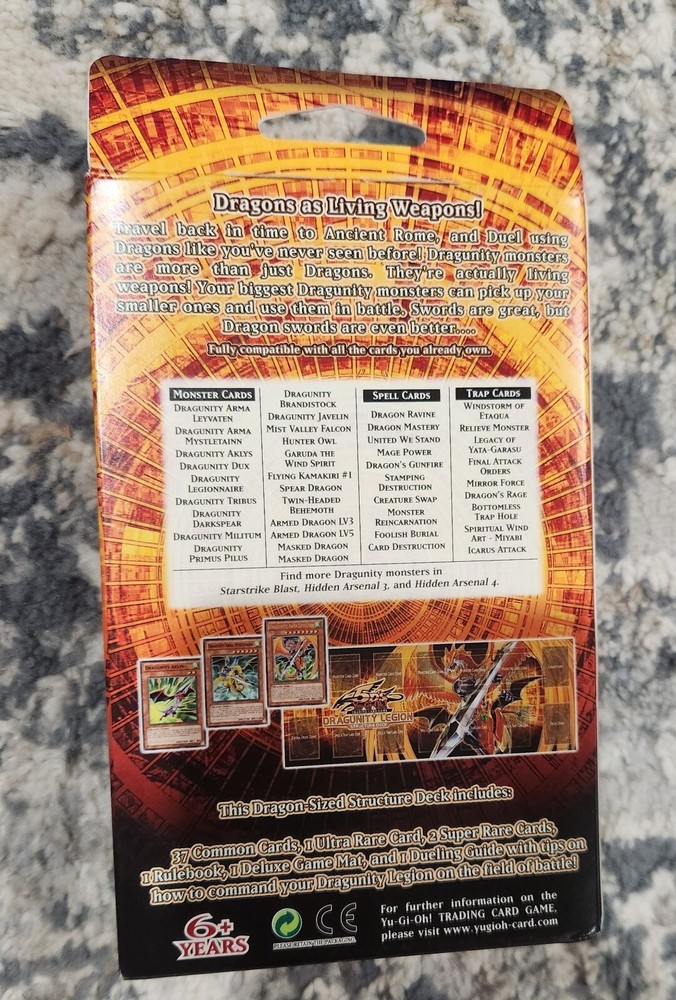 Dragons as Living Weapons!
Travel back in time to Ancient Rome, and Duel using
Dragons like you've never seen before! Dragunity monsters
are more than just Dragons. They're actually living
weapons! Your biggest Dragunity monsters can pick up your
smaller ones and use them in battle. Swords are great, but
Dragon swords are even better....
Fully compatible with all the cards you already own.
MONSTER CARDS
DRAGUNITY ARMA
LEYVATEN
DRAGUNITY ARMA
MYSTLETAINN
DRAGUNITY AKLYS
DRAGUNITY DUX
DRAGUNITY
LEGIONNAIRE
DRAGUNITY TRIBUS
DRAGUNITY
DARKSPEAR
DRAGUNITY MILITUM
DRAGUNITY
PRIMUS PILUS
DRAGUNITY
BRANDISTOCK
DRAGUNITY JAVELIN
MIST VALLEY FALCON
HUNTER OWL
GARUDA THE
WIND SPIRIT
FLYING KAMAKIRI #1
SPEAR DRAGON
TWIN-HEADED
BEHEMOTH
ARMED DRAGON LV3
ARMED DRAGON LV5
MASKED DRAGON
MASKED DRAGON
SPELL CARDS
DRAGON RAVINE
DRAGON MASTERY
UNITED WE STAND
MAGE POWER
DRAGON'S GUNFIRE
STAMPING
DESTRUCTION
CREATURE SWAP
MONSTER
REINCARNATION
FOOLISH BURIAL
CARD DESTRUCTION
TRAP CARDS
WINDSTORM OF
ETAQUA
RELIEVE MONSTER
LEGACY OF
YATA-GARASU
FINAL ATTACK
ORDERS
MIRROR FORCE
DRAGON'S RAGE
BOTTOMLESS
TRAP HOLE
SPIRITUAL WIND
ART - MIYABI
ICARUS ATTACK
Find more Dragunity monsters in
Starstrike Blast, Hidden Arsenal 3, and Hidden Arsenal 4.
DRAGUNITY AKLYS
DRAGUNITY LEGION
This Dragon-Sized Structure Deck includes:
37 Common Cards, 1 Ultra Rare Card, 2 Super Rare Cards,
1 Rulebook, 1 Deluxe Game Mat, and 1 Dueling Guide with tips on
how to command your Dragunity Legion on the field of battle!
6+
YEARS
PLEASE RETAIN THE PACKAGING
CE
For further information on the
Yu-Gi-Oh! TRADING CARD GAME,
please visit www.yugioh-card.com